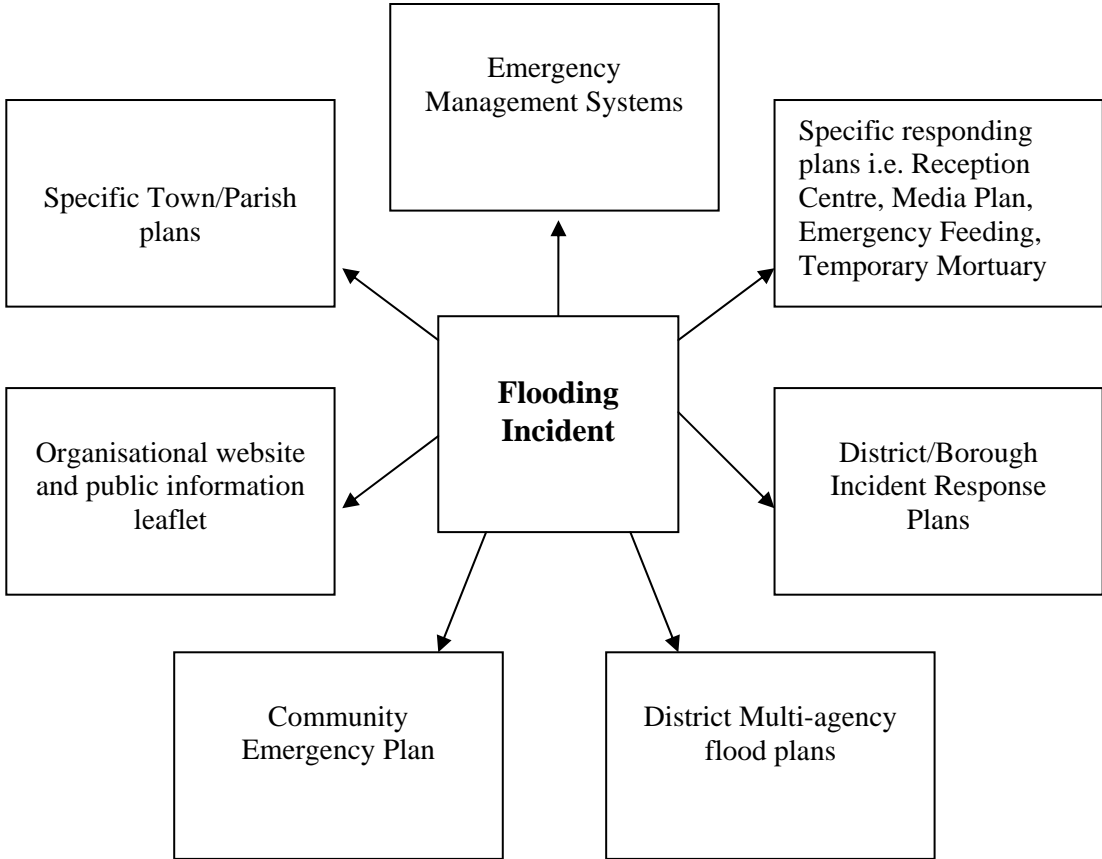 Emergency
Management Systems
Specific Town/Parish
plans
Specific responding
plans i.e. Reception
Centre, Media Plan,
Emergency Feeding,
Temporary Mortuary
Flooding
Incident
Organisational website
and public information
leaflet
District/Borough
Incident Response
Plans
Community
Emergency Plan
District Multi-agency
flood plans